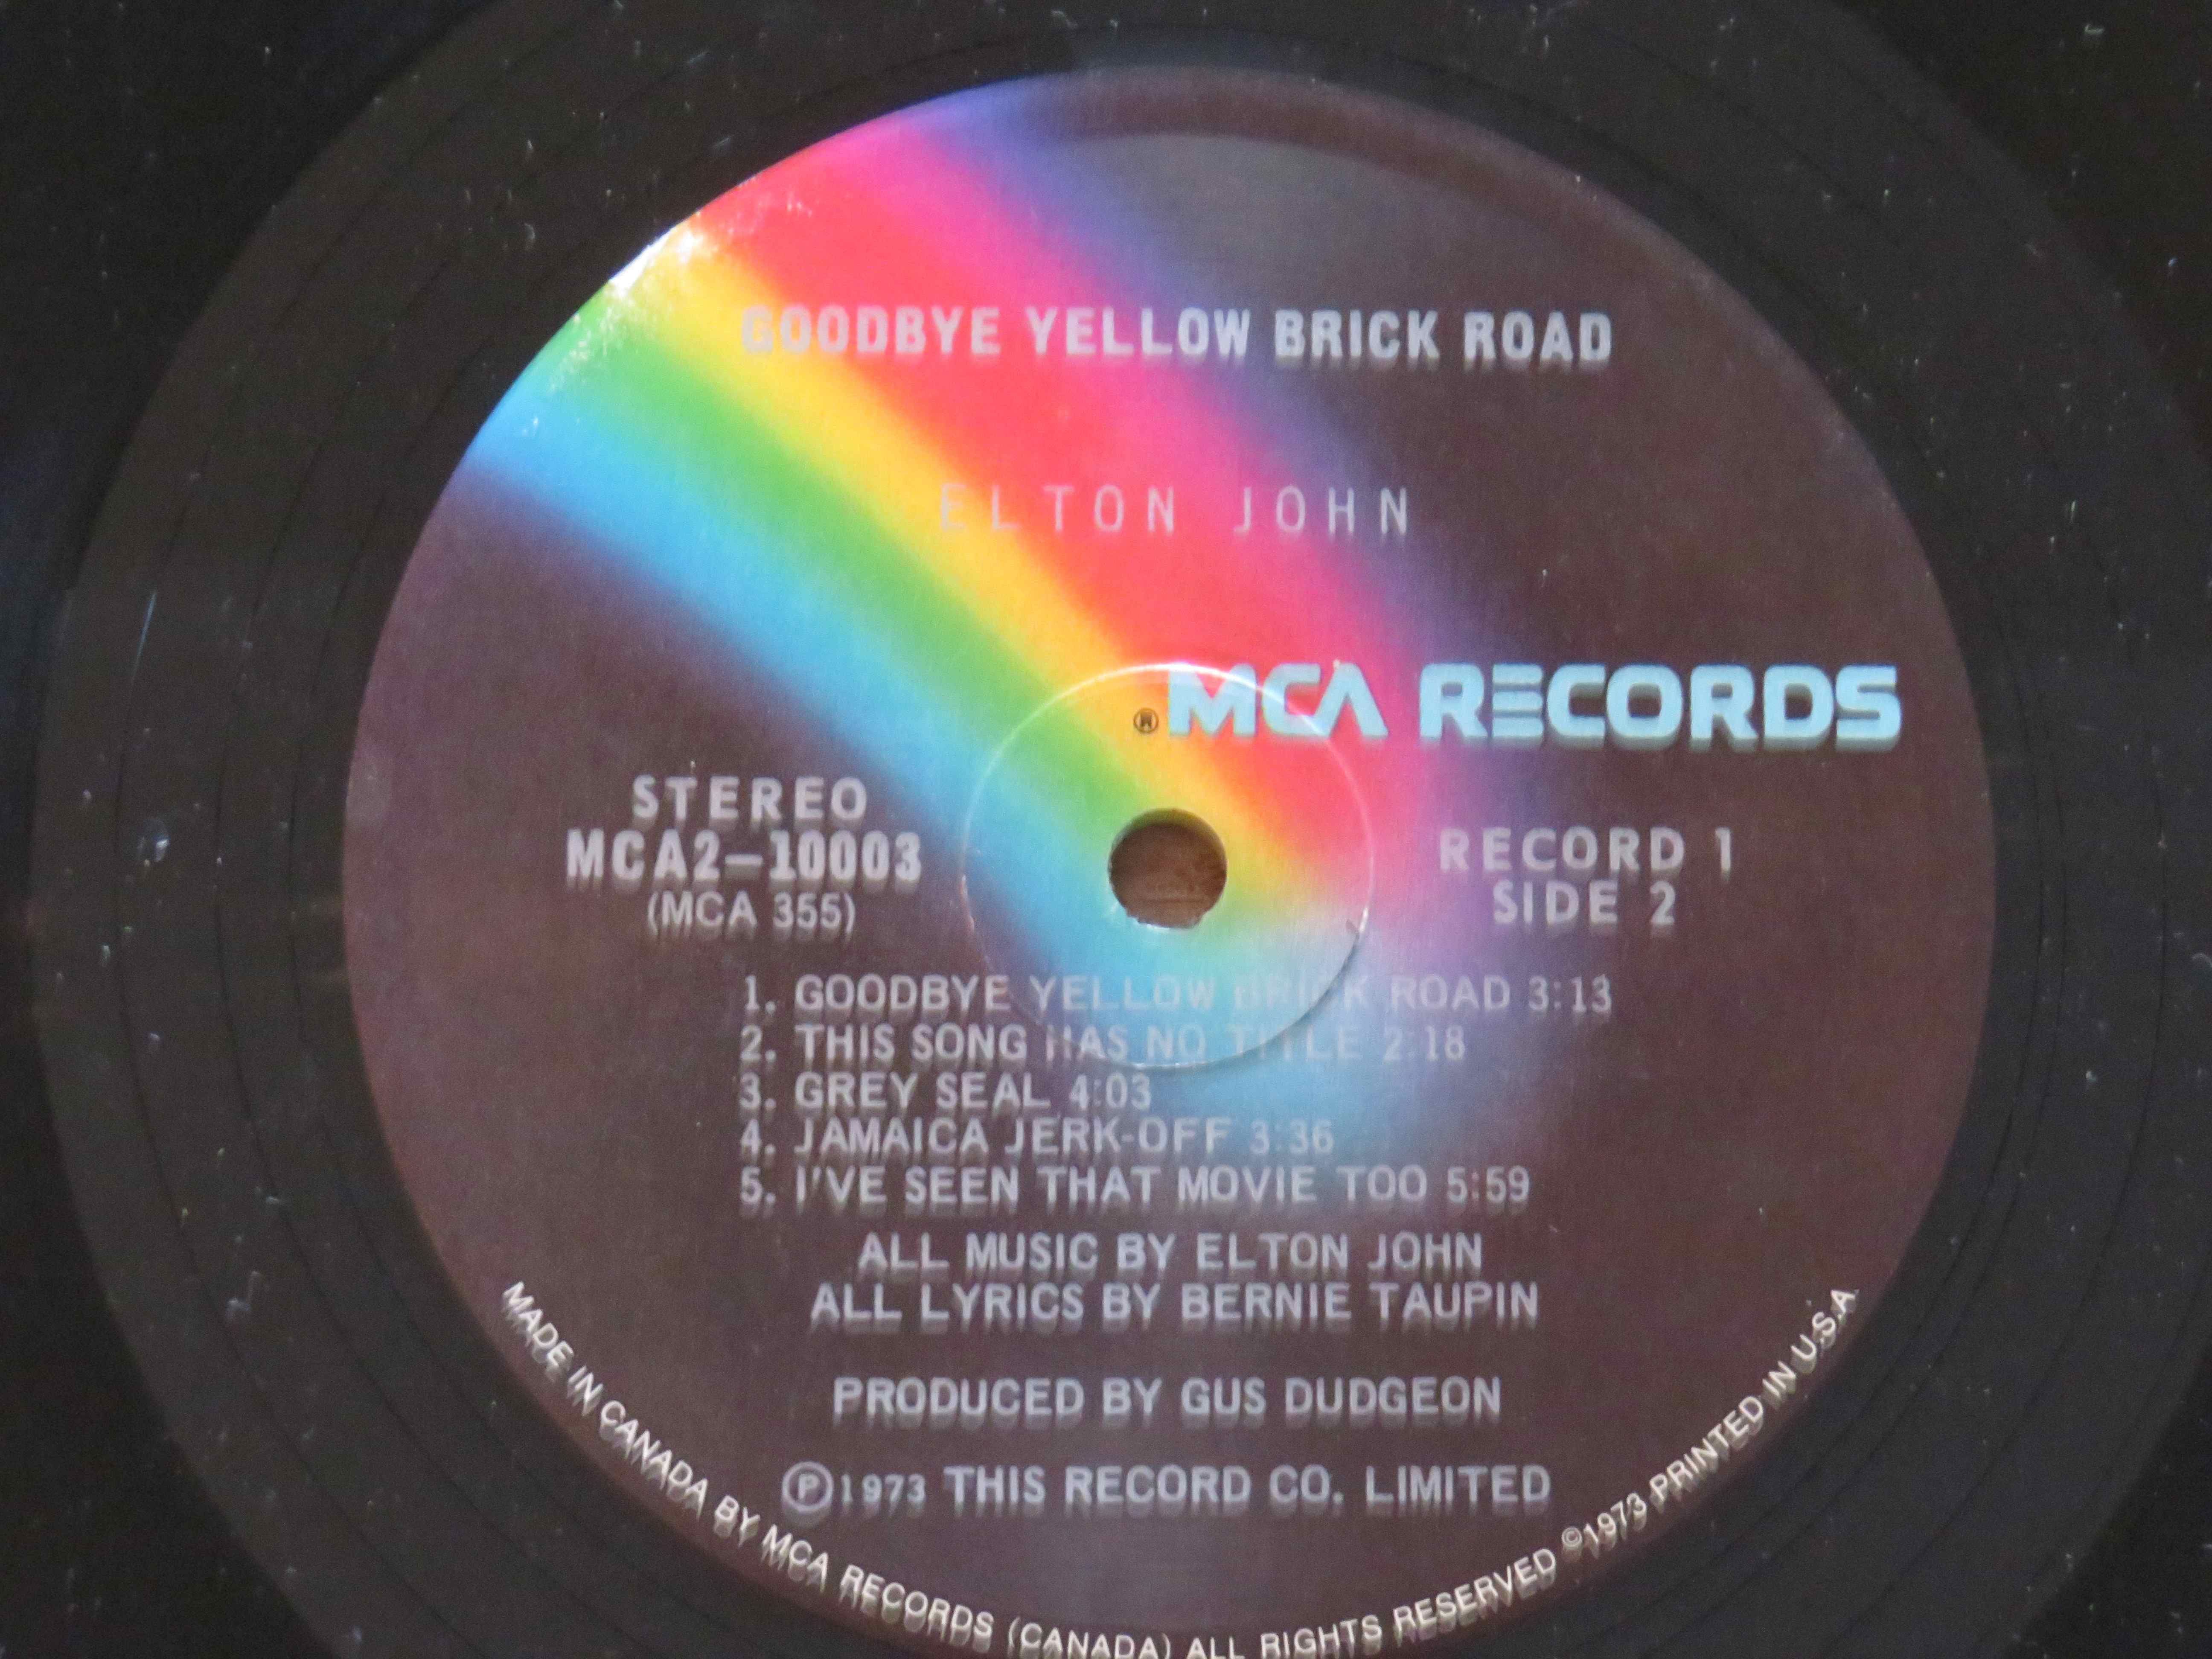 GOODBYE YELLOW BRICK ROAD
ELTON JOHN
® MCA RECORDS
STEREO
MCA2-10003
(MCA 355)
RECORD 1
SIDE 2
1. GOODBYE YELLOW BRICK ROAD 3:13
2. THIS SONG HAS NO TITLE 2:18
3. GREY SEAL 4:03
4. JAMAICA JERK-OFF 3:36
5. I'VE SEEN THAT MOVIE TOO 5:59
ALL MUSIC BY ELTON JOHN
ALL LYRICS BY BERNIE TAUPIN
PRODUCED BY GUS DUDGEON
℗1973 THIS RECORD CO. LIMITED
MADE IN CANADA BY MCA RECORDS (CANADA) ALL RIGHTS RESERVED ©1973 PRINTED IN U.S.A.